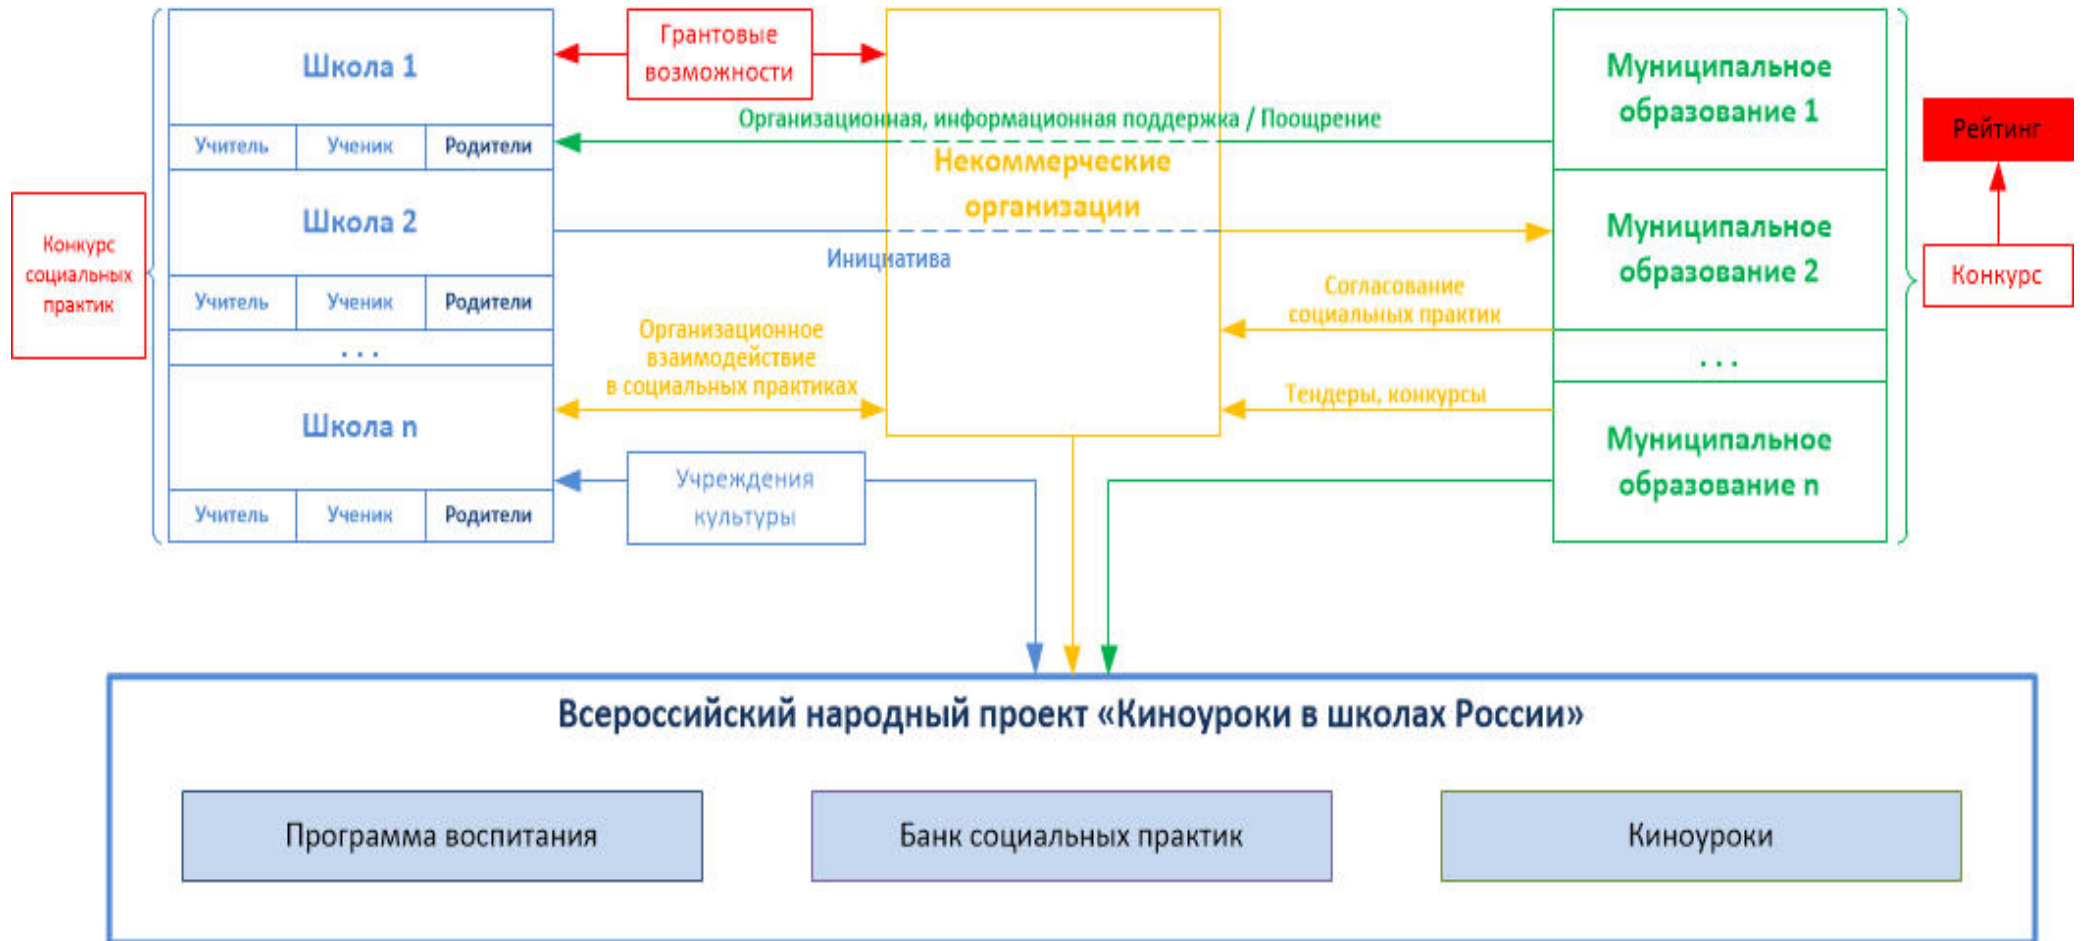 Школа 1
Учитель Ученик Родители
Школа 2
Учитель Ученик Родители
. . .
Школа n
Учитель Ученик Родители
Конкурс
социальных
практик
Грантовые
возможности
Организационная, информационная поддержка / Поощрение
Некоммерческие
организации
Инициатива
Организационное
взаимодействие
в социальных практиках
Согласование
социальных практик
Тендеры, конкурсы
Учреждения
культуры
Муниципальное
образование 1
Муниципальное
образование 2
. . .
Муниципальное
образование n
Рейтинг
Конкурс
Всероссийский народный проект «Киноуроки в школах России»
Программа воспитания
Банк социальных практик
Киноуроки